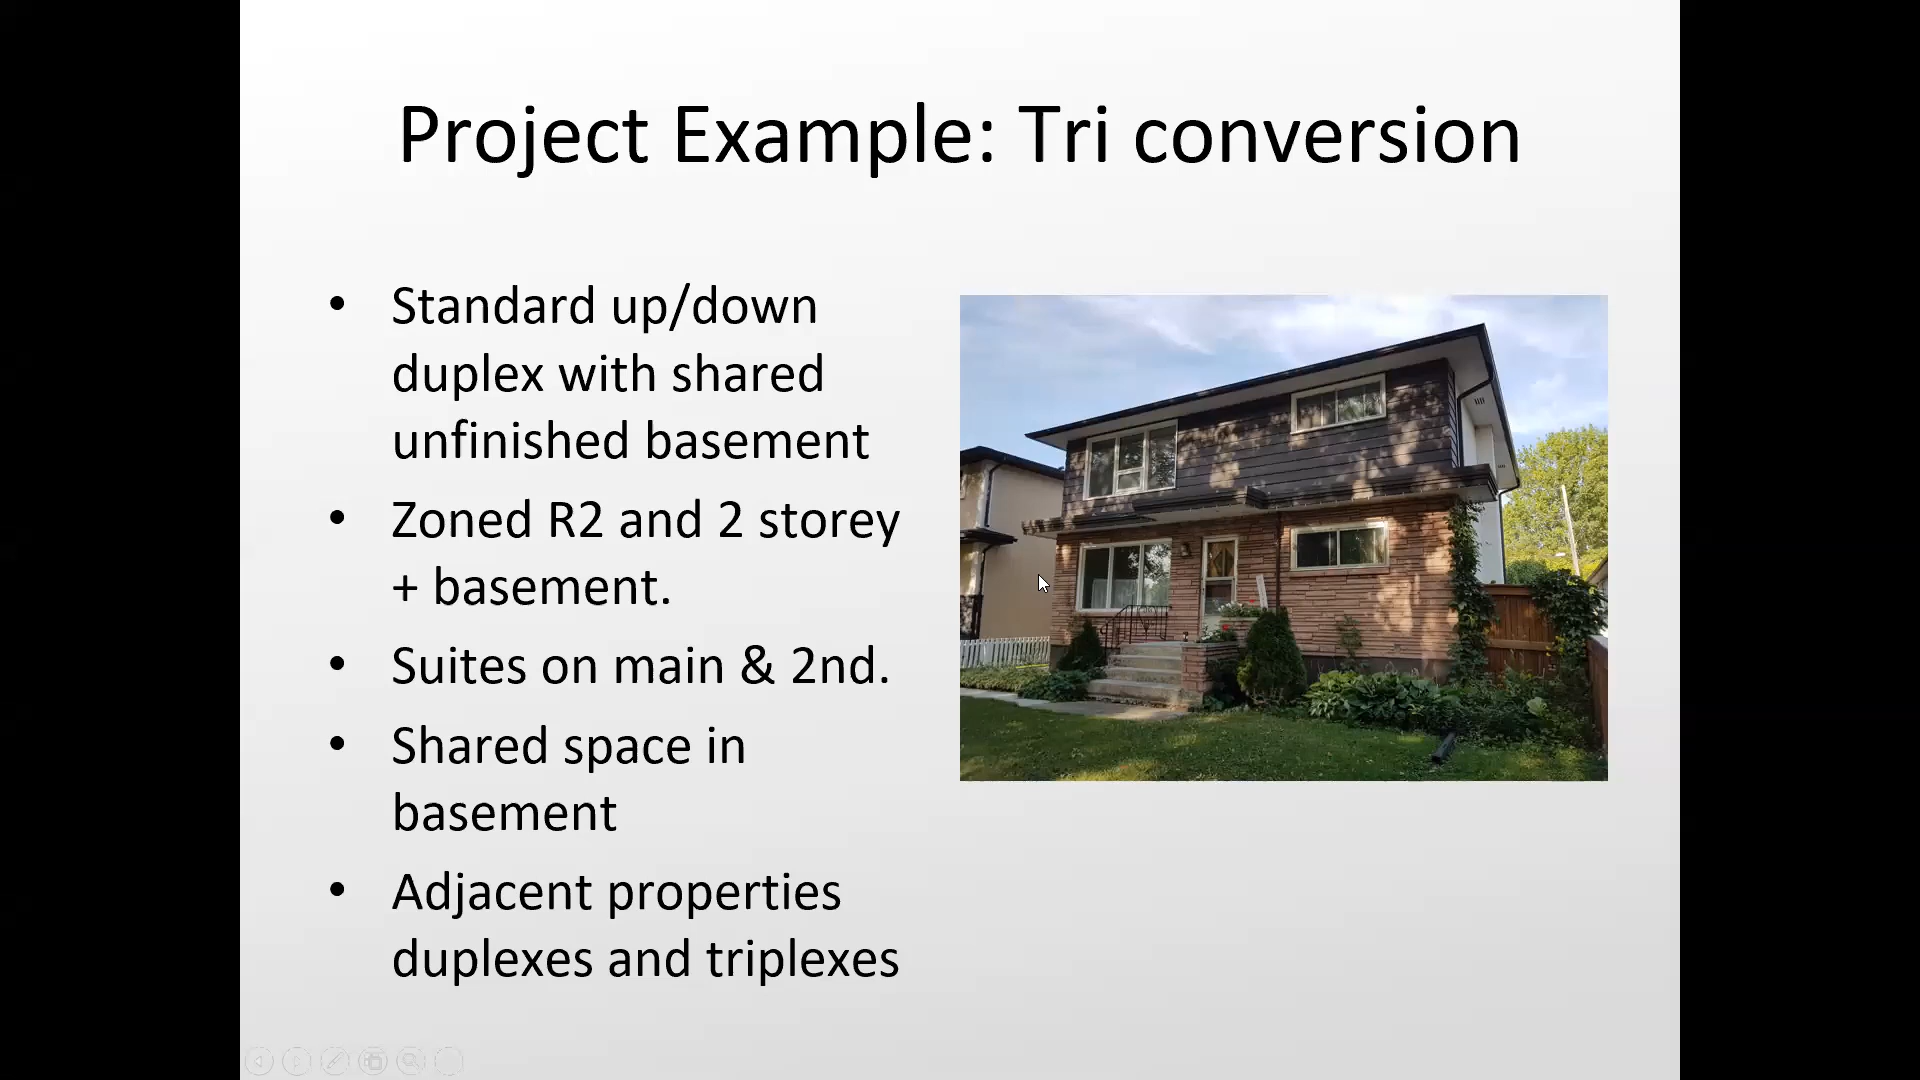 Project Example: Tri conversion
• Standard up/down
duplex with shared
unfinished basement
• Zoned R2 and 2 storey
+ basement.
• Suites on main & 2nd.
• Shared space in
basement
• Adjacent properties
duplexes and triplexes